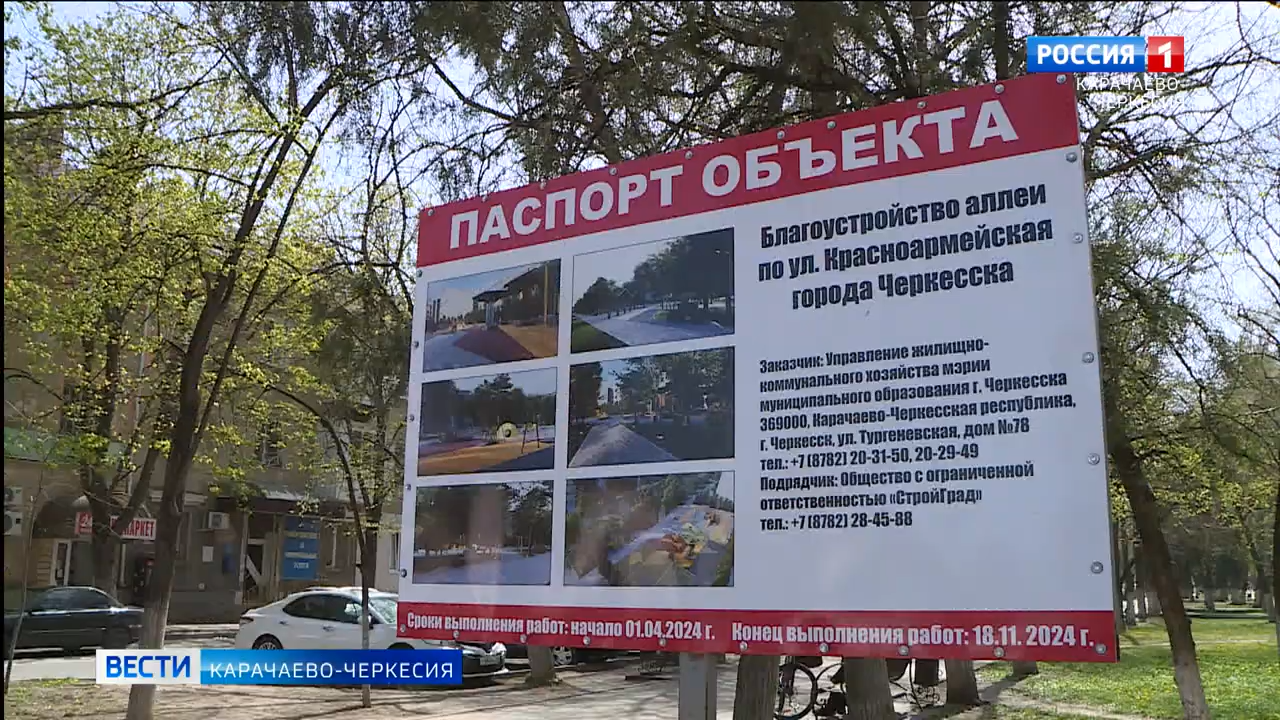 РОССИЯ 1
КАРАЧАЕВО-
ЧЕРКЕСИЯ
ПАСПОРТ ОБЪЕКТА
Благоустройство аллеи
по ул. Красноармейская
города Черкесска
Заказчик: Управление жилищно-
коммунального хозяйства мэрии
муниципального образования г. Черкесска
369000, Карачаево-Черкесская республика,
г. Черкесск, ул. Тургеневская, дом №78
тел.: +7 (8782) 20-31-50, 20-29-49
Подрядчик: Общество с ограниченной
ответственностью «СтройГрад»
тел.: +7 (8782) 28-45-88
Сроки выполнения работ: начало 01.04.2024 г. Конец выполнения работ: 18.11. 2024 г.
ВЕСТИ КАРАЧАЕВО-ЧЕРКЕСИЯ